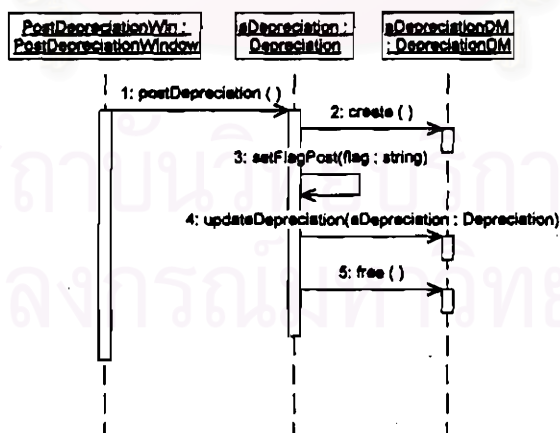 PostDepreciationWin :
PostDepreciationWindow
aDepreciation :
Depreciation
aDepreciationDM
: DepreciationDM
1: postDepreciation ( )
2: create ( )
3: setFlagPost(flag : string)
4: updateDepreciation(aDepreciation : Depreciation)
5: free ( )